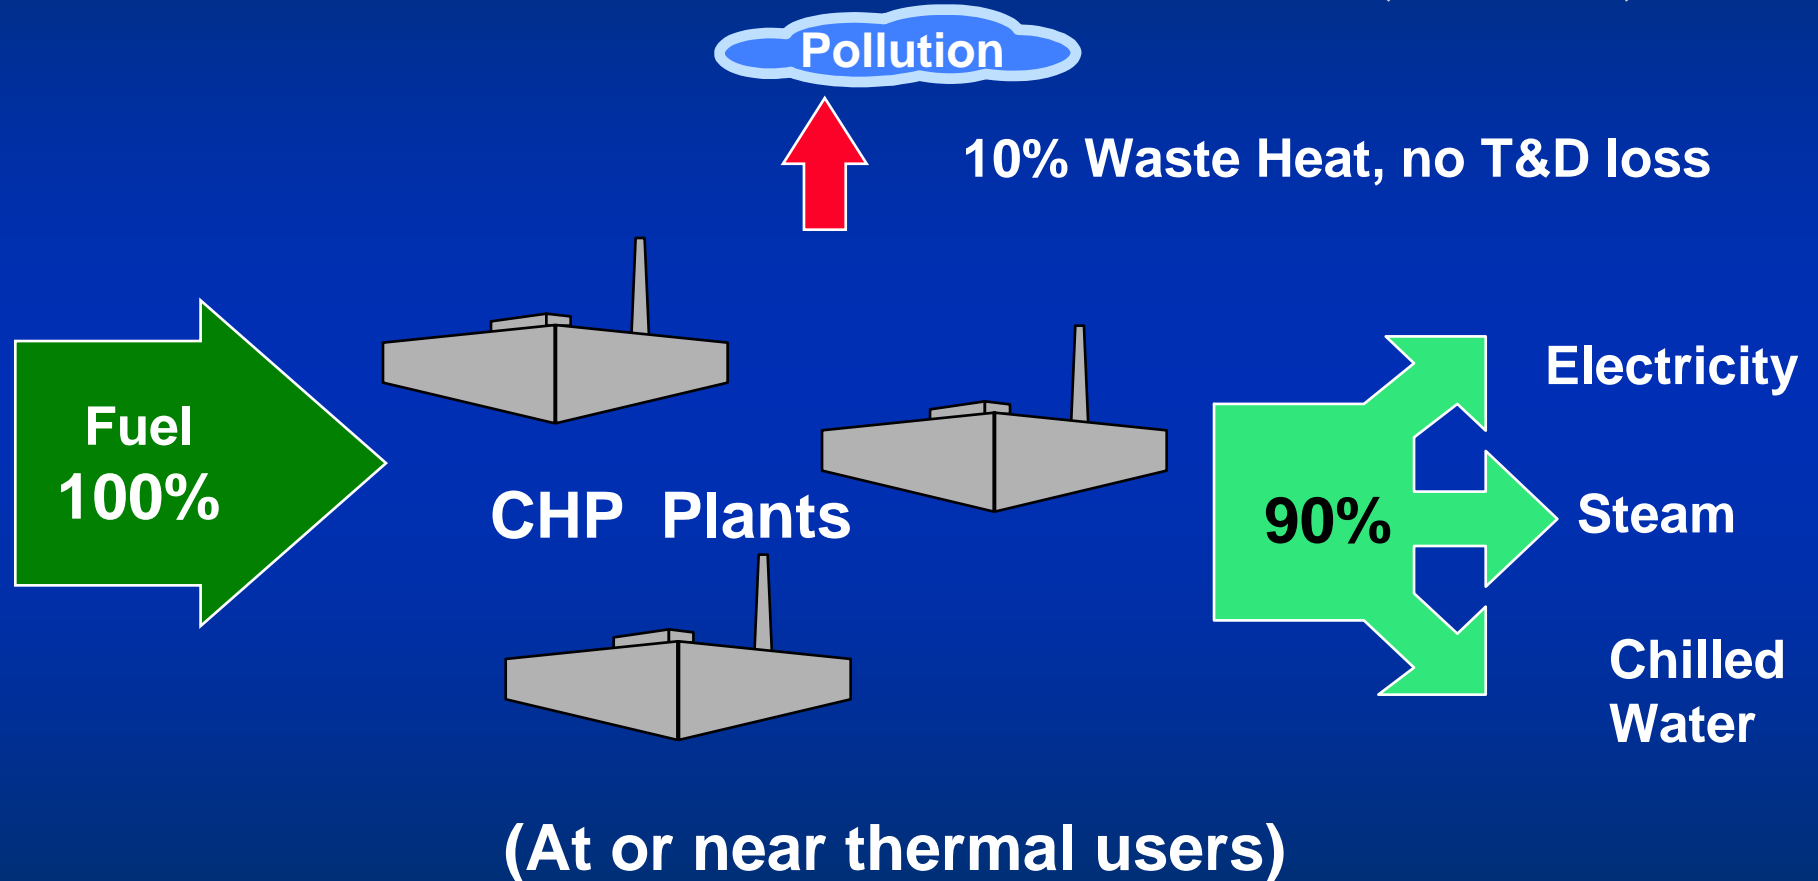 Pollution
10% Waste Heat, no T&D loss
Fuel
100%
CHP Plants
90%
Electricity
Steam
Chilled
Water
(At or near thermal users)